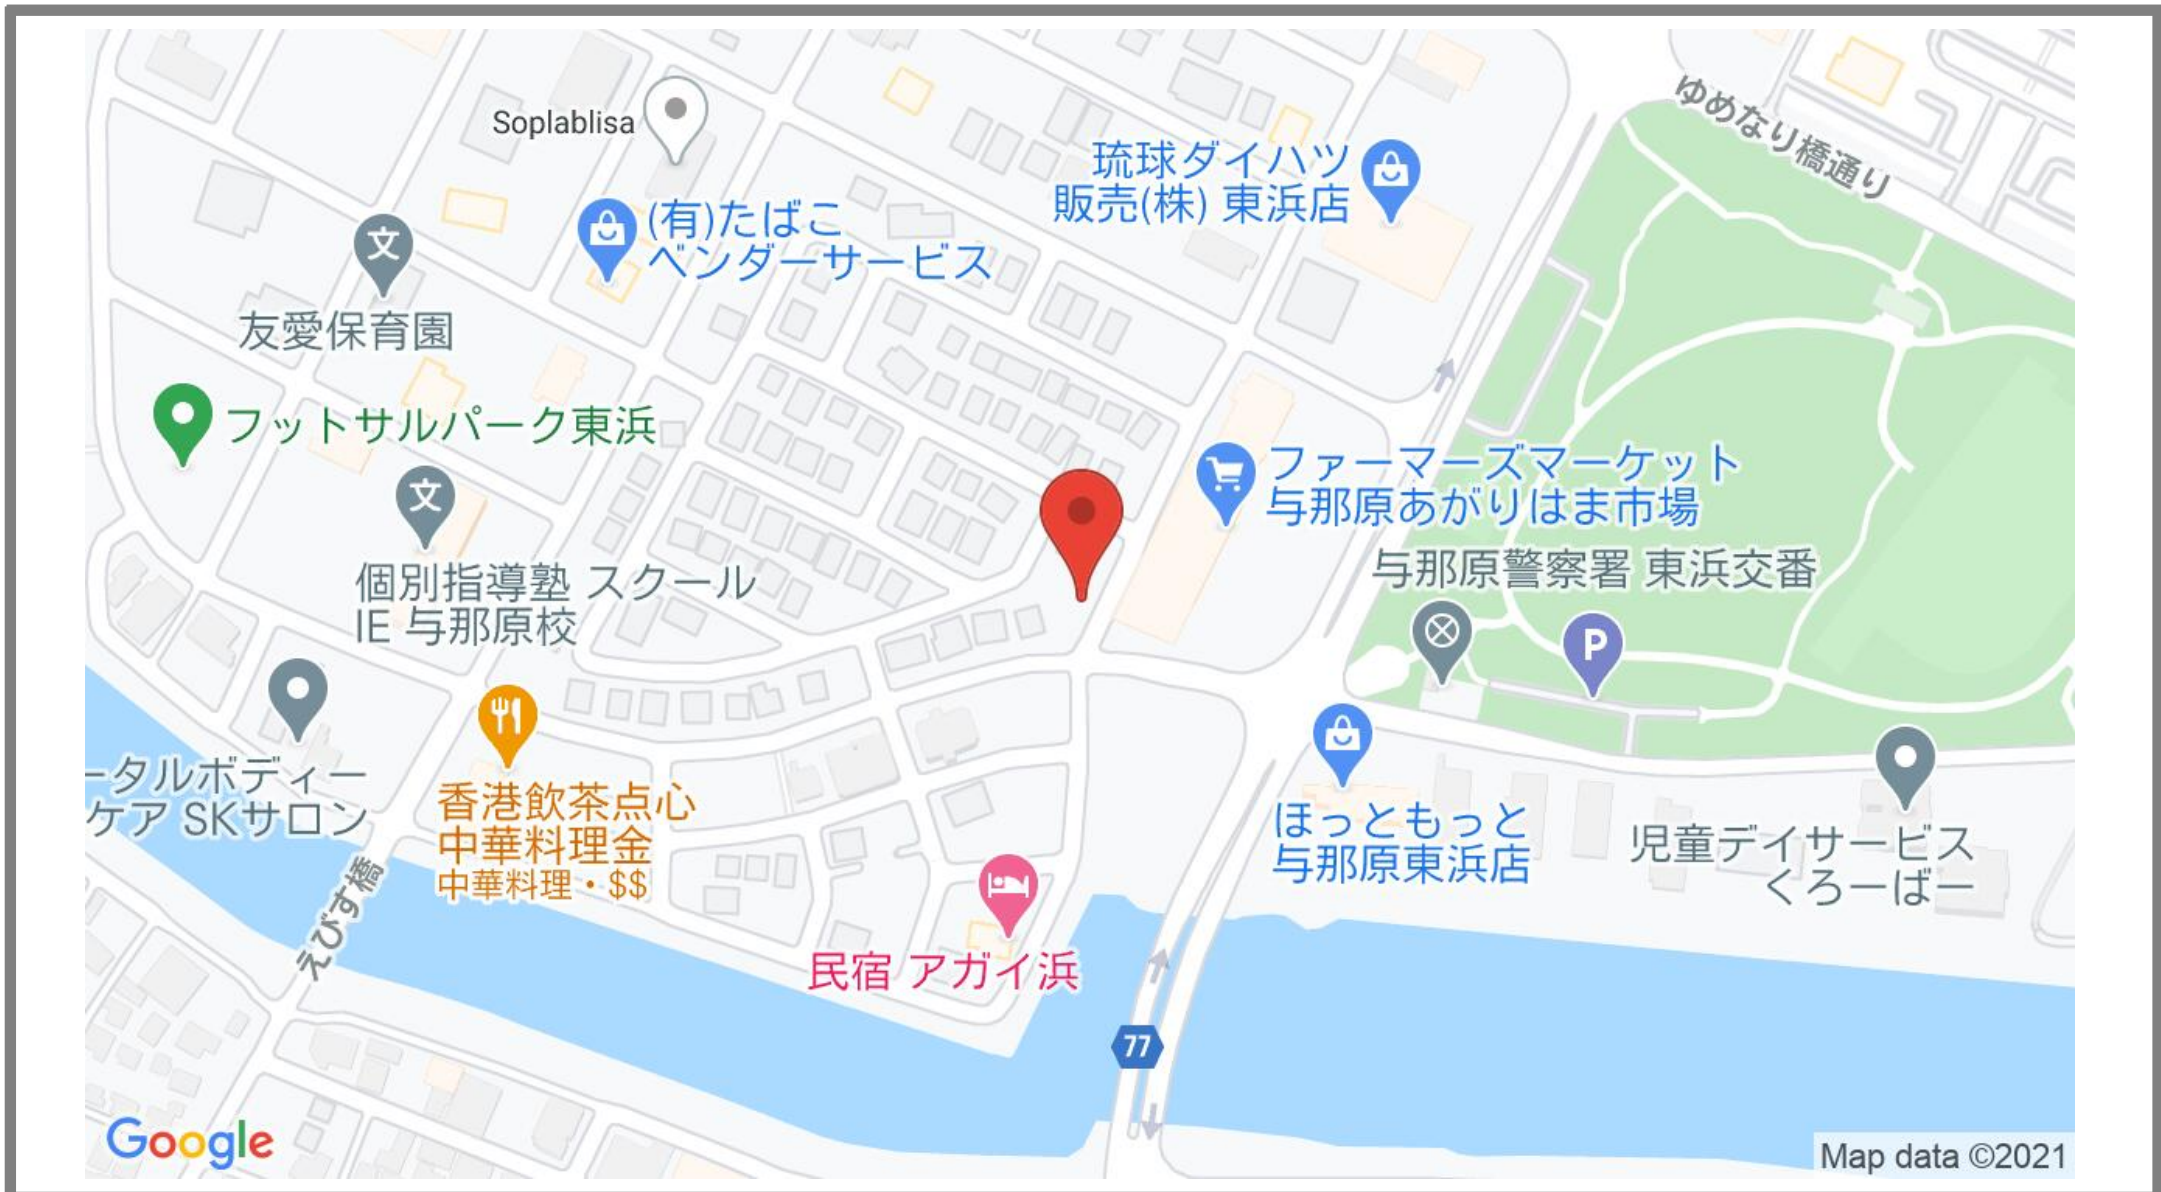 ゆめなり橋通り
Soplablisa
琉球ダイハツ
販売(株) 東浜店
(有)たばこ
ベンダーサービス
友愛保育園
フットサルパーク東浜
ファーマーズマーケット
与那原あがりはま市場
個別指導塾 スクール
IE 与那原校
与那原警察署 東浜交番
P
ータルボディー
ケア SKサロン
香港飲茶点心
中華料理金
中華料理・$$
ほっともっと
与那原東浜店
児童デイサービス
くろーばー
えびす橋
民宿 アガイ浜
77
文
文
Google
Map data ©2021